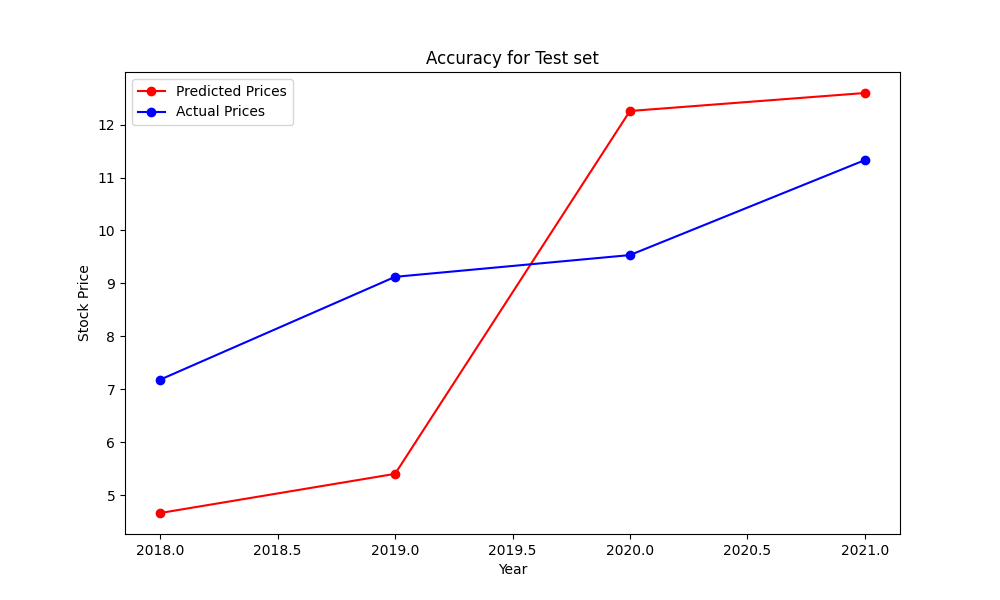 Accuracy for Test set
Predicted Prices
Actual Prices
12
11
10
9
8
7
6
5
Stock Price
2018.0 2018.5 2019.0 2019.5 2020.0 2020.5 2021.0
Year